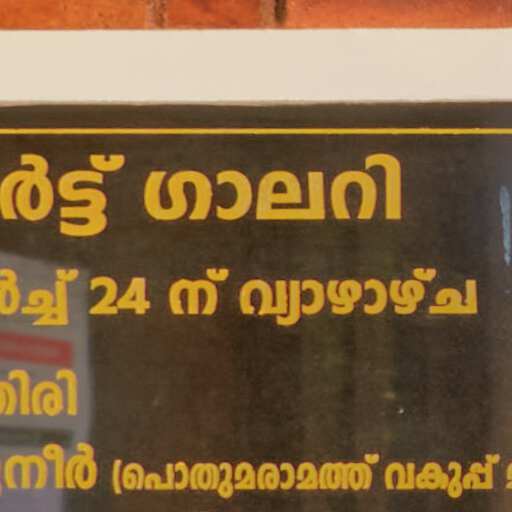 ർട്ട് ഗാലറി
ർച്ച് 24 ന് വ്യാഴാഴ്ച
തിരി
നീർ (പൊതുമരാമത്ത് വകുപ്പ്